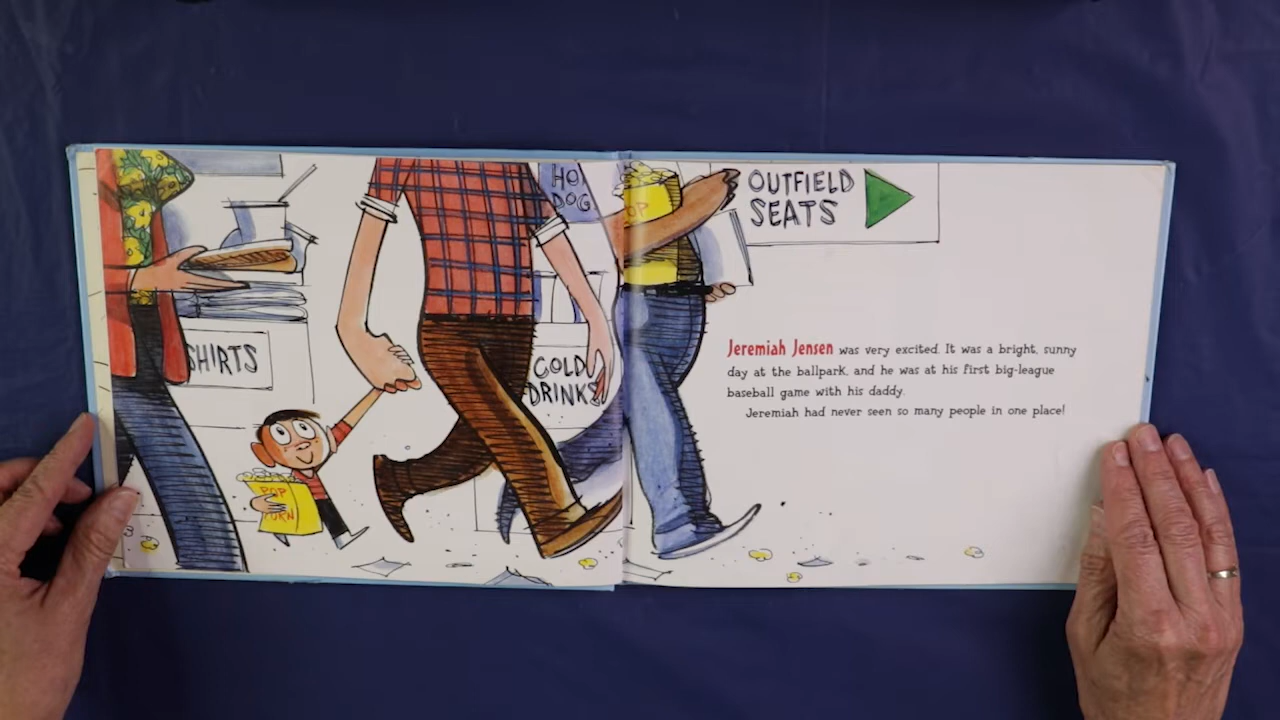 HOT
DOG
OUTFIELD
SEATS
SHIRTS
COLD
DRINKS
POP
CORN
Jeremiah Jensen was very excited. It was a bright, sunny
day at the ballpark, and he was at his first big-league
baseball game with his daddy.
Jeremiah had never seen so many people in one place!